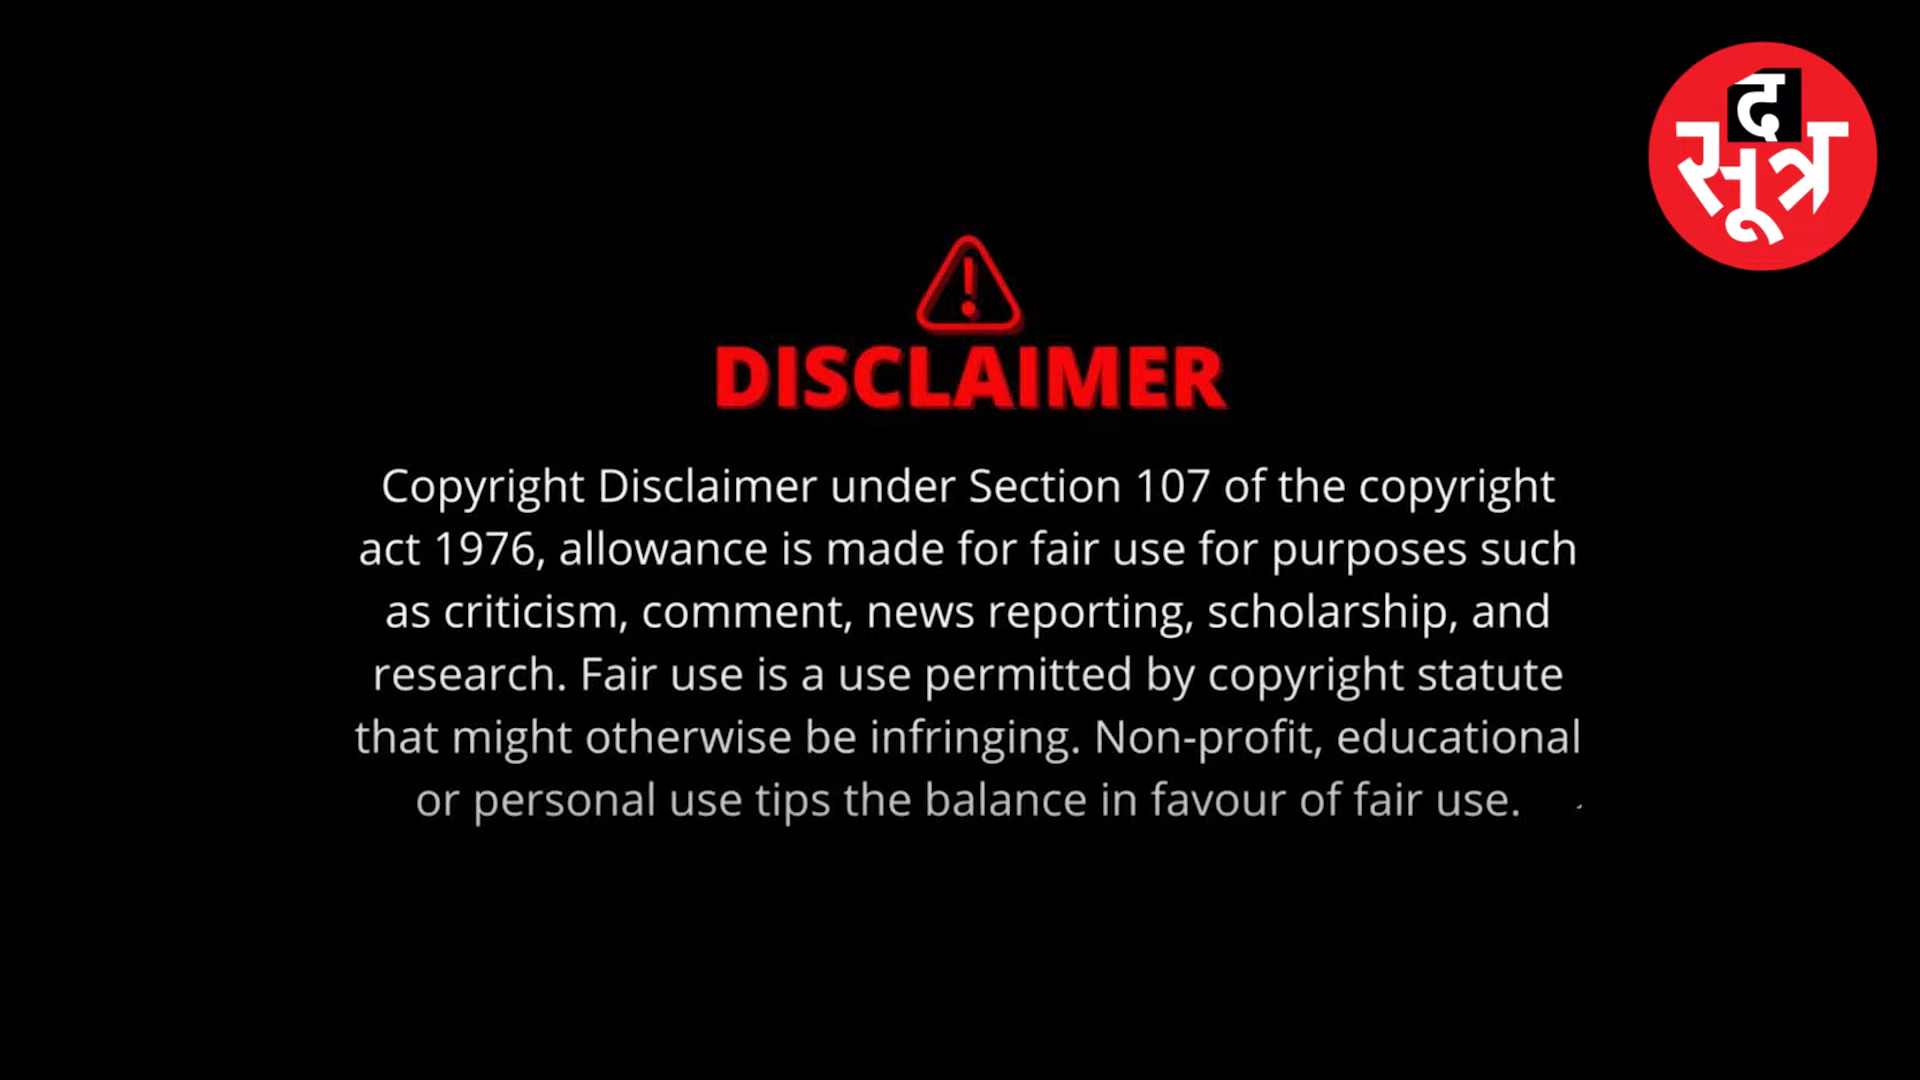 द
सूत्र
DISCLAIMER
Copyright Disclaimer under Section 107 of the copyright
act 1976, allowance is made for fair use for purposes such
as criticism, comment, news reporting, scholarship, and
research. Fair use is a use permitted by copyright statute
that might otherwise be infringing. Non-profit, educational
or personal use tips the balance in favour of fair use.